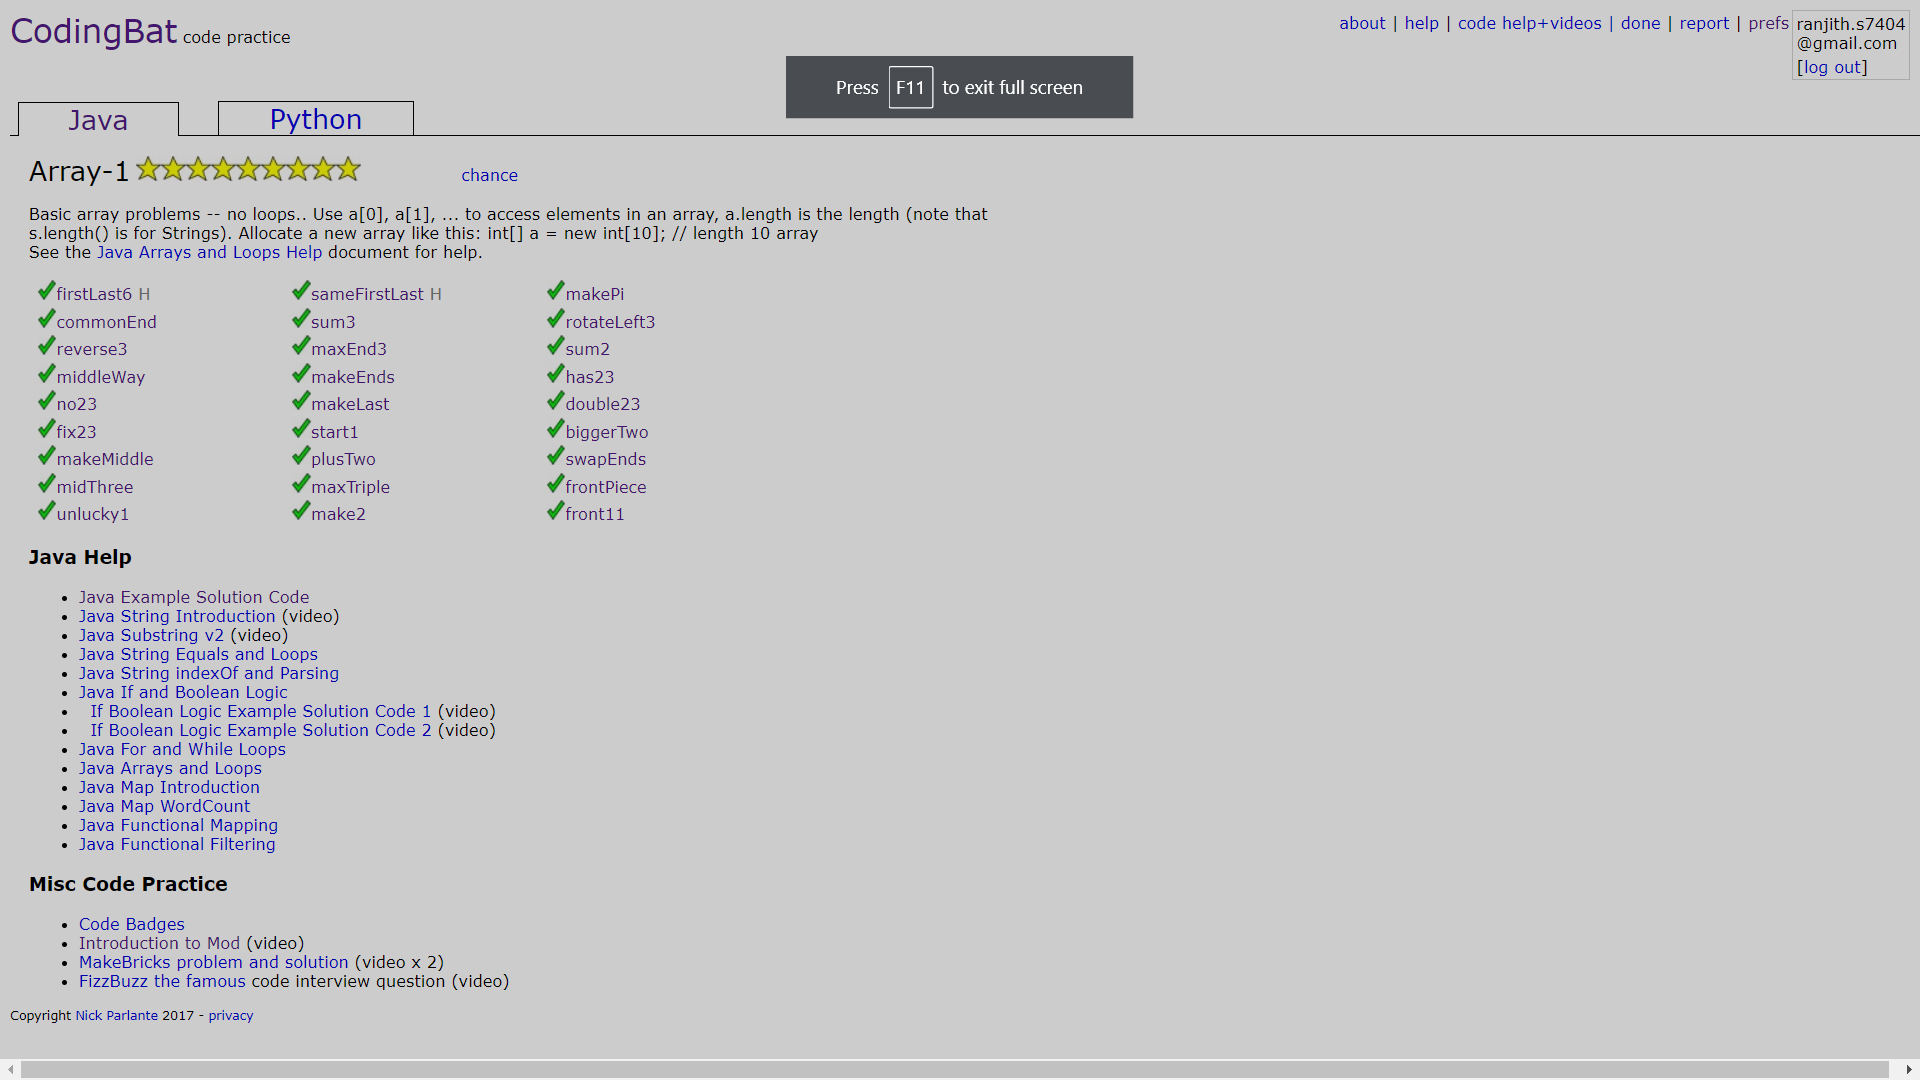 CodingBat code practice
about | help | code help+videos | done | report | prefs
ranjith.s7404
@gmail.com
[log out]
Press F11 to exit full screen
Java
Python
Array-1
chance
Basic array problems -- no loops.. Use a[0], a[1], ... to access elements in an array, a.length is the length (note that
s.length() is for Strings). Allocate a new array like this: int[] a = new int[10]; // length 10 array
See the Java Arrays and Loops Help document for help.
firstLast6 H sameFirstLast H makePi
commonEnd sum3 rotateLeft3
reverse3 maxEnd3 sum2
middleWay makeEnds has23
no23 makeLast double23
fix23 start1 biggerTwo
makeMiddle plusTwo swapEnds
midThree maxTriple frontPiece
unlucky1 make2 front11
Java Help
Java Example Solution Code
Java String Introduction (video)
Java Substring v2 (video)
Java String Equals and Loops
Java String indexOf and Parsing
Java If and Boolean Logic
If Boolean Logic Example Solution Code 1 (video)
If Boolean Logic Example Solution Code 2 (video)
Java For and While Loops
Java Arrays and Loops
Java Map Introduction
Java Map WordCount
Java Functional Mapping
Java Functional Filtering
Misc Code Practice
Code Badges
Introduction to Mod (video)
MakeBricks problem and solution (video x 2)
FizzBuzz the famous code interview question (video)
Copyright Nick Parlante 2017 - privacy